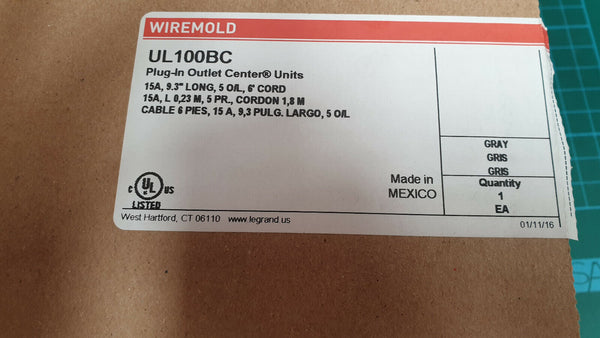 WIREMOLD
UL100BC
Plug-In Outlet Center® Units
15A, 9.3" LONG, 5 O/L, 6' CORD
15A, L 0,23 M, 5 PR., CORDON 1,8 M
CABLE 6 PIES, 15 A, 9,3 PULG. LARGO, 5 O/L
GRAY
GRIS
GRIS
Made in
MEXICO
Quantity
1
EA
C UL US
LISTED
West Hartford, CT 06110 www.legrand.us
01/11/16